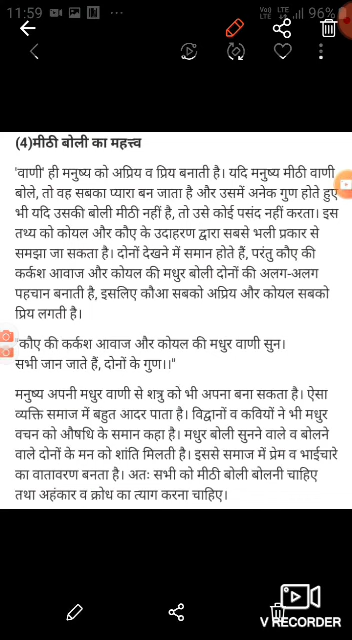 11:59
Vo)) LTE LTE 96%
(4)मीठी बोली का महत्त्व
'वाणी' ही मनुष्य को अप्रिय व प्रिय बनाती है। यदि मनुष्य मीठी वाणी
बोले, तो वह सबका प्यारा बन जाता है और उसमें अनेक गुण होते हुए
भी यदि उसकी बोली मीठी नहीं है, तो उसे कोई पसंद नहीं करता। इस
तथ्य को कोयल और कौए के उदाहरण द्वारा सबसे भली प्रकार से
समझा जा सकता है। दोनों देखने में समान होते हैं, परंतु कौए की
कर्कश आवाज और कोयल की मधुर बोली दोनों की अलग-अलग
पहचान बनाती है, इसलिए कौआ सबको अप्रिय और कोयल सबको
प्रिय लगती है।
"कौए की कर्कश आवाज और कोयल की मधुर वाणी सुन।
सभी जान जाते हैं, दोनों के गुण।।"
मनुष्य अपनी मधुर वाणी से शत्रु को भी अपना बना सकता है। ऐसा
व्यक्ति समाज में बहुत आदर पाता है। विद्वानों व कवियों ने भी मधुर
वचन को औषधि के समान कहा है। मधुर बोली सुनने वाले व बोलने
वाले दोनों के मन को शांति मिलती है। इससे समाज में प्रेम व भाईचारे
का वातावरण बनता है। अतः सभी को मीठी बोली बोलनी चाहिए
तथा अहंकार व क्रोध का त्याग करना चाहिए।
V RECORDER